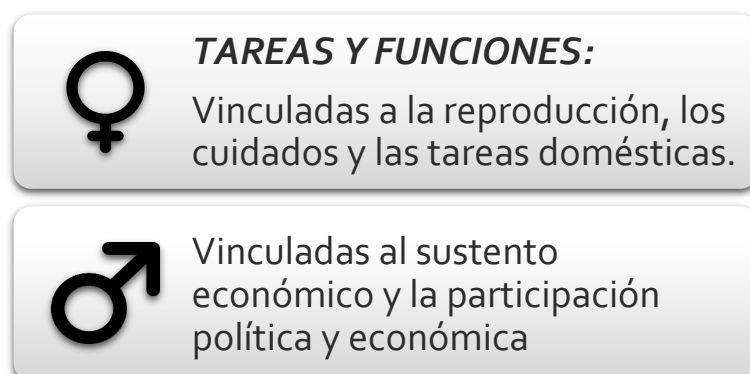 TAREAS Y FUNCIONES:
Vinculadas a la reproducción, los
cuidados y las tareas domésticas.
Vinculadas al sustento
económico y la participación
política y económica